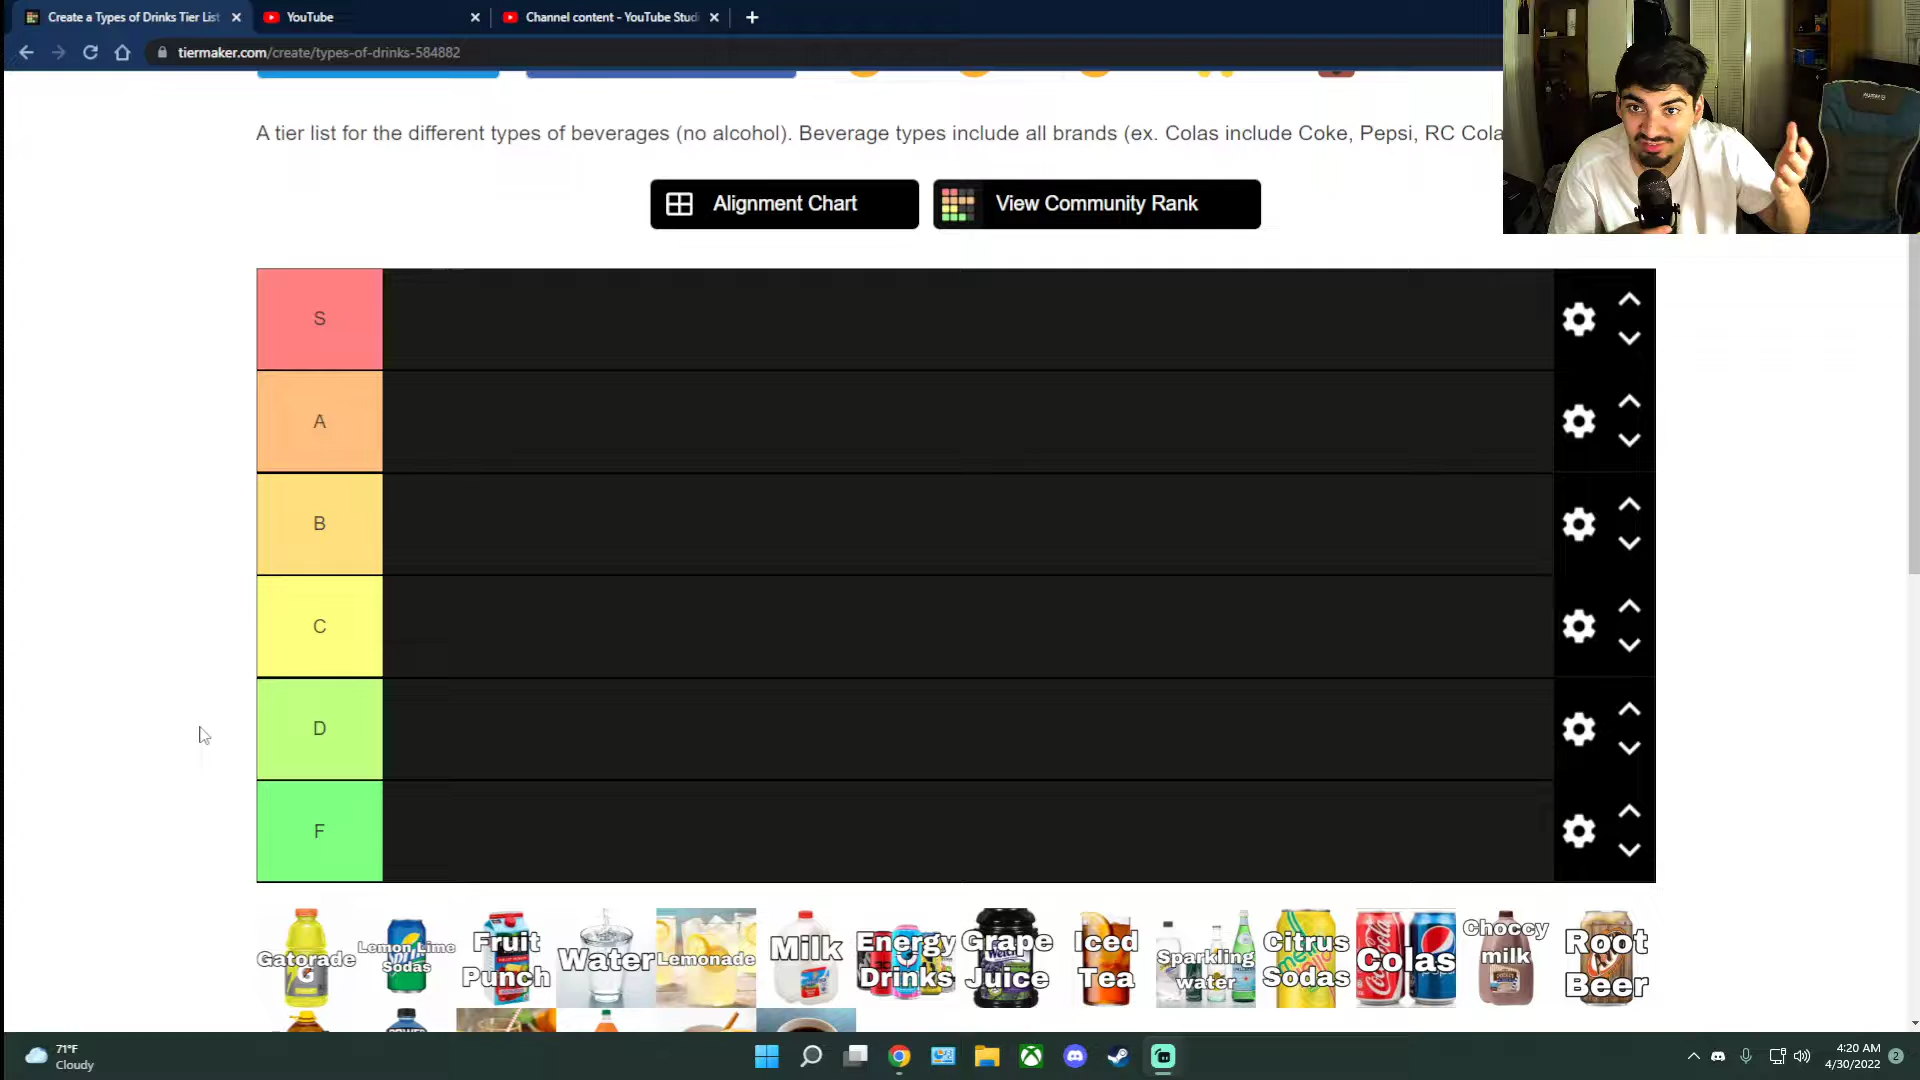 Create a Types of Drinks Tier List
YouTube
Channel content - YouTube Studi
tiermaker.com/create/types-of-drinks-584882
A tier list for the different types of beverages (no alcohol). Beverage types include all brands (ex. Colas include Coke, Pepsi, RC Cola
Alignment Chart
View Community Rank
S
A
B
C
D
F
Gatorade
G
Lemon Lime
Sodas
Fruit
Punch
Water
Lemonade
Milk
Energy
Drinks
Grape
Juice
Welch's
Iced
Tea
Sparkling
water
Citrus
Sodas
Colas
Choccy
milk
Root
Beer
71°F
Cloudy
4:20 AM
4/30/2022
2